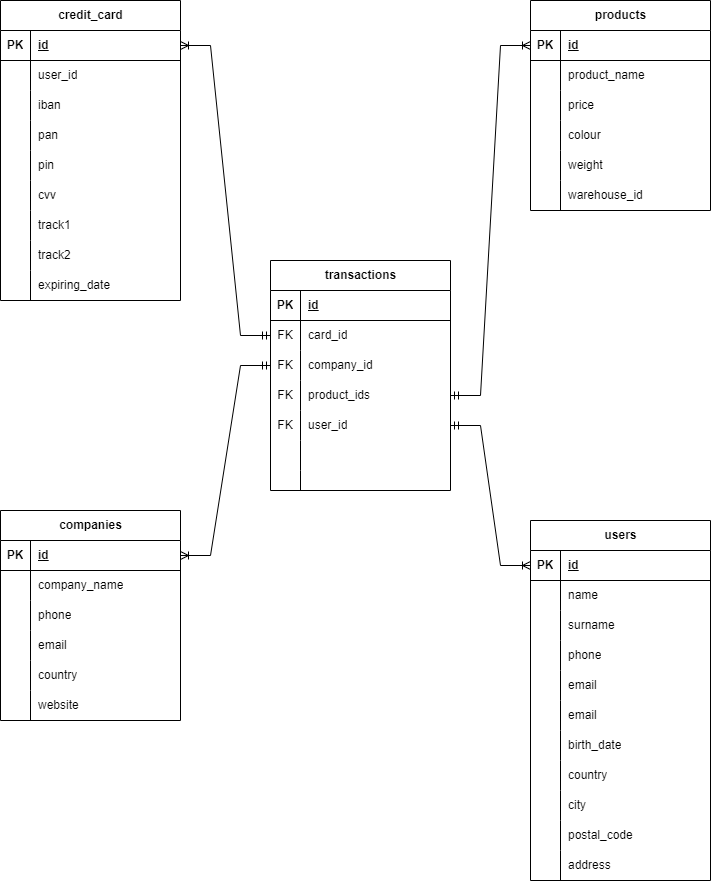 credit_card
PK id
user_id
iban
pan
pin
cvv
track1
track2
expiring_date
products
PK id
product_name
price
colour
weight
warehouse_id
transactions
PK id
FK card_id
FK company_id
FK product_ids
FK user_id
companies
PK id
company_name
phone
email
country
website
users
PK id
name
surname
phone
email
email
birth_date
country
city
postal_code
address